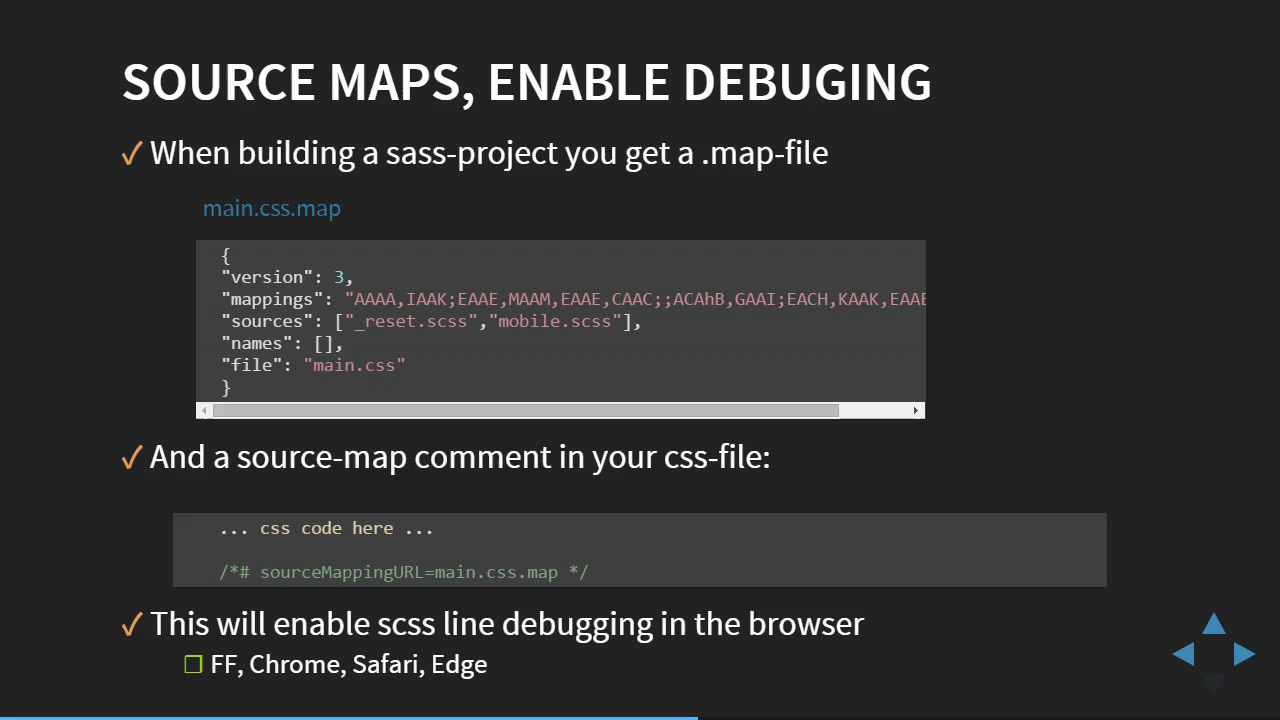 SOURCE MAPS, ENABLE DEBUGING
✓ When building a sass-project you get a .map-file
main.css.map
{
"version": 3,
"mappings": "AAAA,IAAK;EAAE,MAAM,EAAE,CAAC;;ACAhB,GAAI;EACH,KAAK,EAAE
"sources": ["_reset.scss","mobile.scss"],
"names": [],
"file": "main.css"
}
✓ And a source-map comment in your css-file:
... css code here ...
/*# sourceMappingURL=main.css.map */
✓ This will enable scss line debugging in the browser
❒ FF, Chrome, Safari, Edge